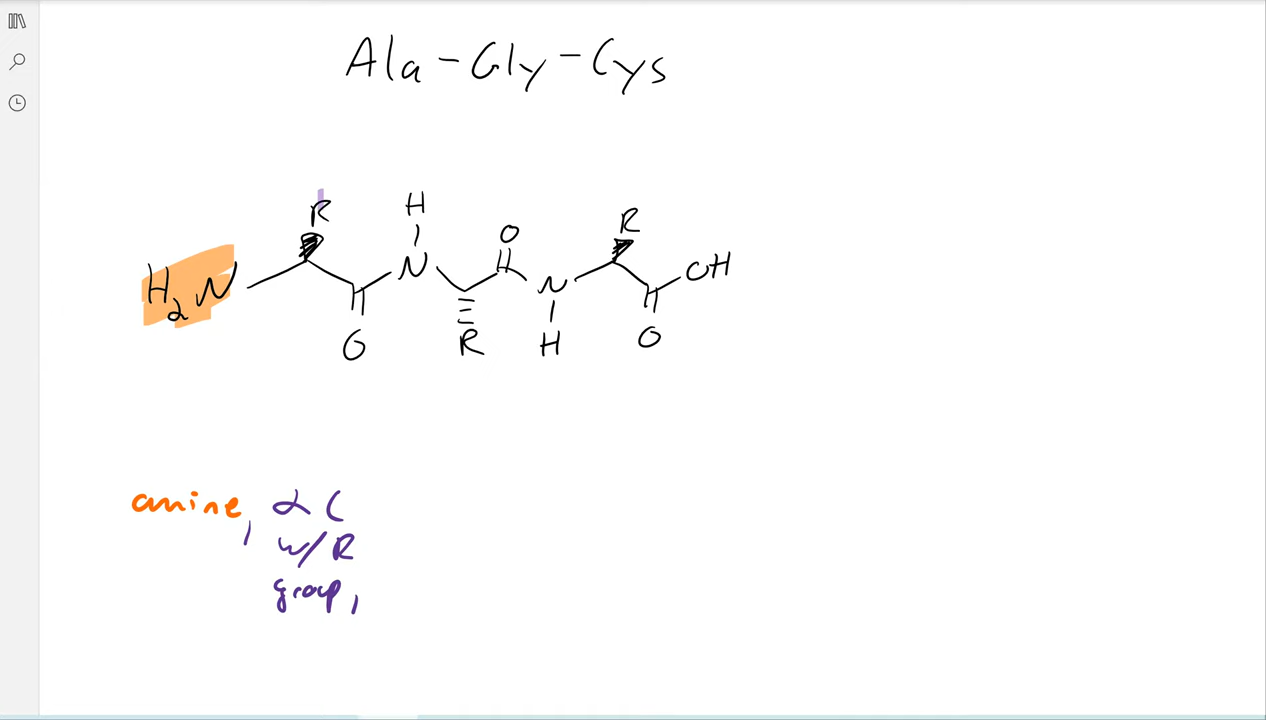 Ala - Gly - Cys
R H O R
H₂N N N OH
O R H O
amine, α C
w/ R
group,